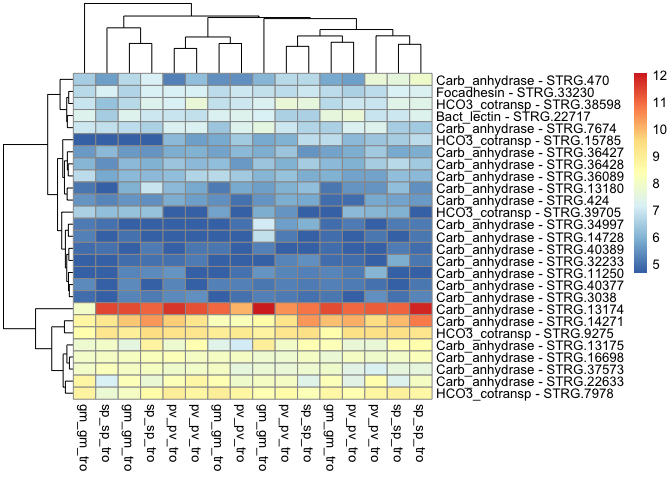 Carb_anhydrase - STRG.470
Focadhesin - STRG.33230
HCO3_cotransp - STRG.38598
Bact_lectin - STRG.22717
Carb_anhydrase - STRG.7674
HCO3_cotransp - STRG.15785
Carb_anhydrase - STRG.36427
Carb_anhydrase - STRG.36428
Carb_anhydrase - STRG.36089
Carb_anhydrase - STRG.13180
Carb_anhydrase - STRG.424
HCO3_cotransp - STRG.39705
Carb_anhydrase - STRG.34997
Carb_anhydrase - STRG.14728
Carb_anhydrase - STRG.40389
Carb_anhydrase - STRG.32233
Carb_anhydrase - STRG.11250
Carb_anhydrase - STRG.40377
Carb_anhydrase - STRG.3038
Carb_anhydrase - STRG.13174
Carb_anhydrase - STRG.14271
HCO3_cotransp - STRG.9275
Carb_anhydrase - STRG.13175
Carb_anhydrase - STRG.16698
Carb_anhydrase - STRG.37573
Carb_anhydrase - STRG.22633
HCO3_cotransp - STRG.7978
12
11
10
9
8
7
6
5
gm_gm_tro
sp_sp_tro
gm_gm_tro
sp_sp_tro
pv_pv_tro
pv_pv_tro
gm_gm_tro
pv_pv_tro
gm_gm_tro
pv_pv_tro
sp_sp_tro
gm_gm_tro
pv_pv_tro
pv_pv_tro
sp_sp_tro
sp_sp_tro